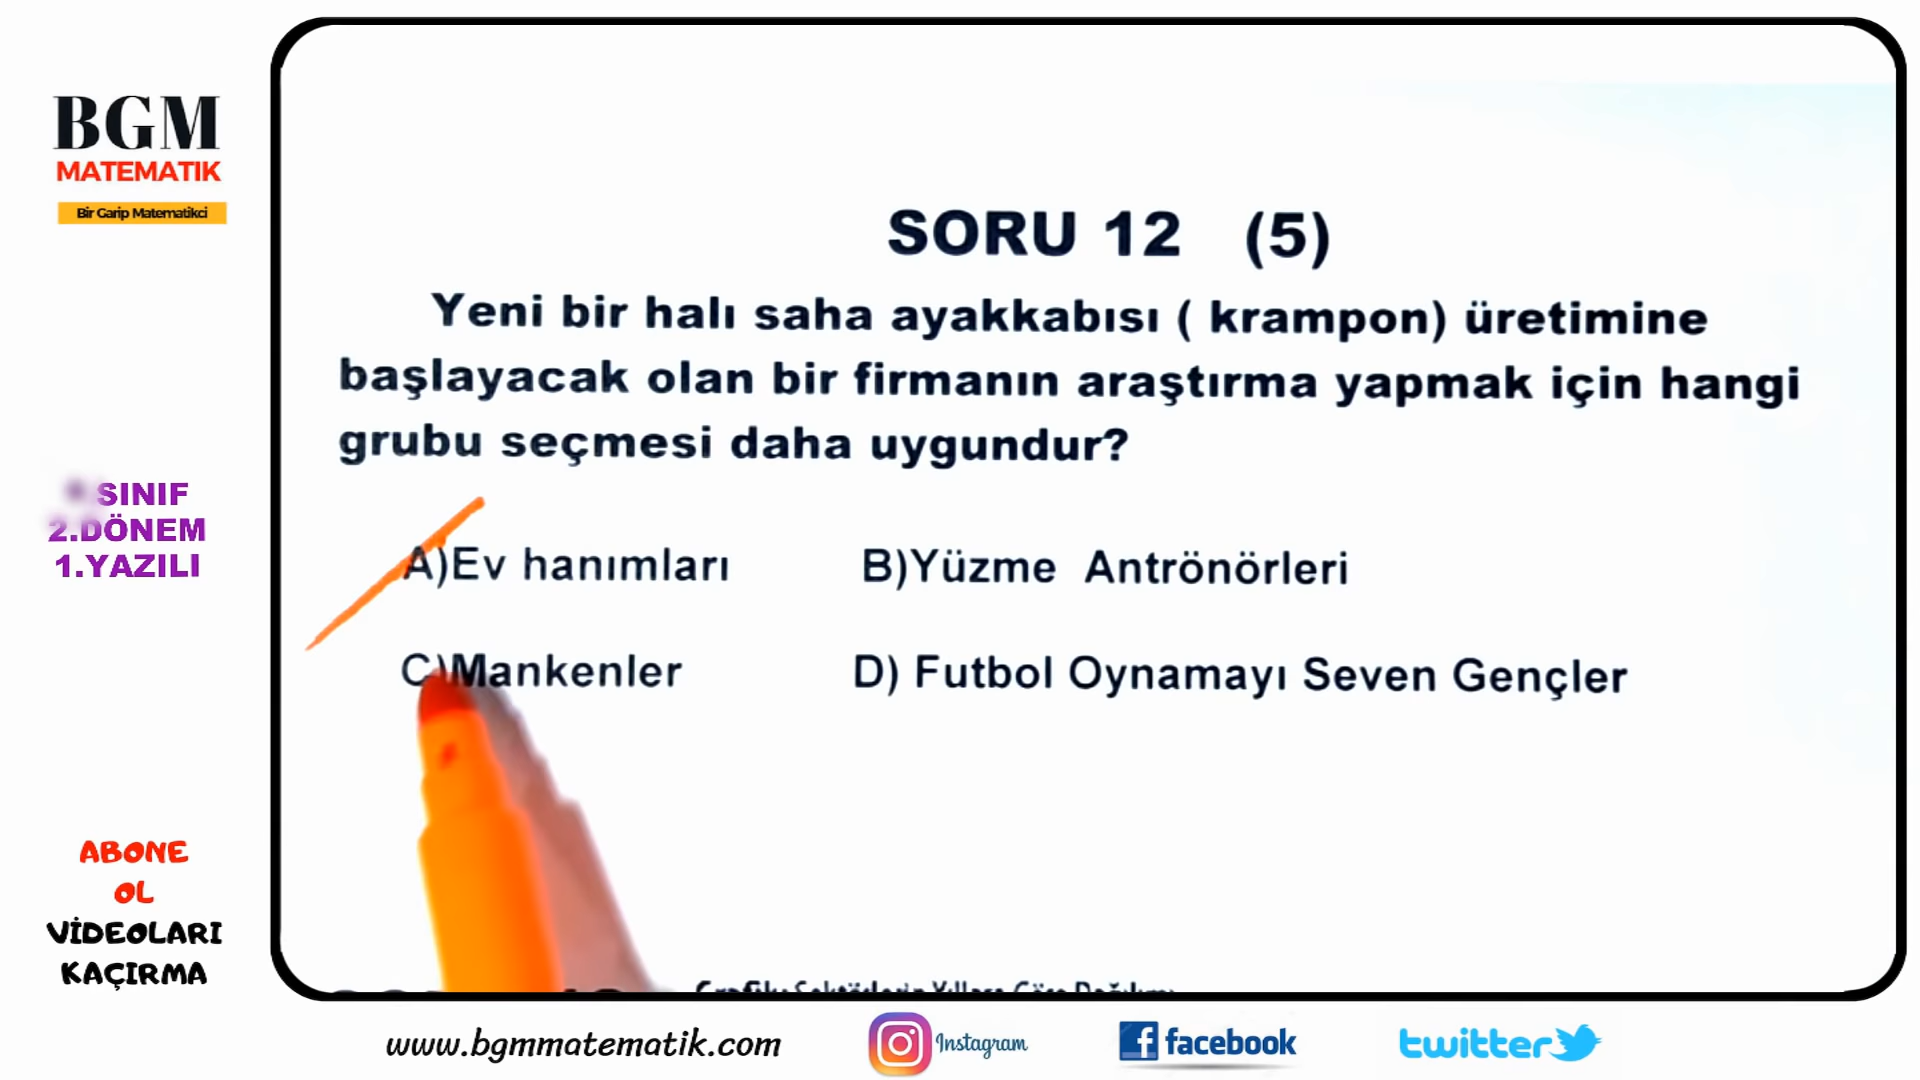 BGM
MATEMATIK
Bir Garip Matematikci
SINIF
2.DÖNEM
1.YAZILI
ABONE
OL
VİDEOLARI
KAÇIRMA
SORU 12 (5)
Yeni bir halı saha ayakkabısı ( krampon) üretimine
başlayacak olan bir firmanın araştırma yapmak için hangi
grubu seçmesi daha uygundur?
A)Ev hanımları B)Yüzme Antrönörleri
C)Mankenler D) Futbol Oynamayı Seven Gençler
www.bgmmatematik.com Instagram facebook twitter